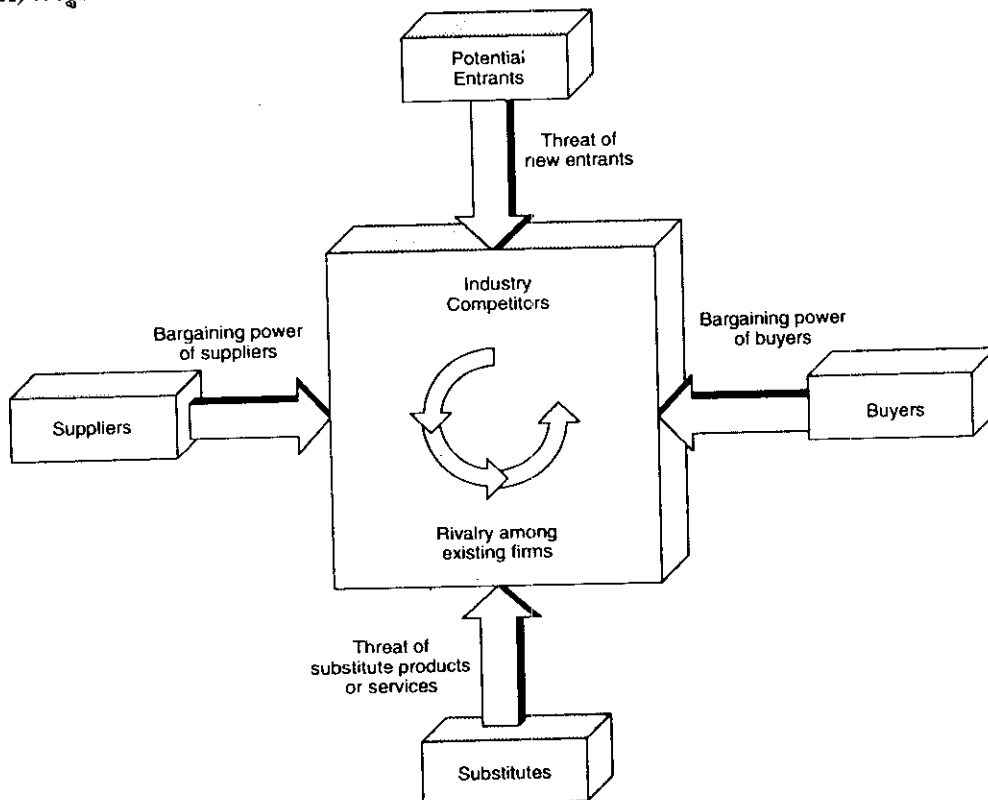 Potential
Entrants
Threat of
new entrants
Industry
Competitors
Bargaining power
of suppliers
Bargaining power
of buyers
Suppliers
Buyers
Rivalry among
existing firms
Threat of
substitute products
or services
Substitutes